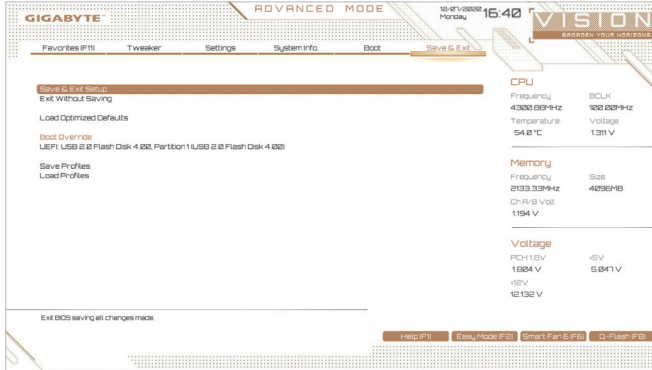 GIGABYTE™
ADVANCED MODE
12/07/2020
Monday
16:40
VISION
BROADEN YOUR HORIZONS
Favorites (F11) Tweaker Settings System Info. Boot Save & Exit
Save & Exit Setup
Exit Without Saving
Load Optimized Defaults
Boot Override
UEFI: USB 2.0 Flash Disk 4.00, Partition 1 (USB 2.0 Flash Disk 4.00)
Save Profiles
Load Profiles
CPU
Frequency BCLK
4300.88MHz 100.00MHz
Temperature Voltage
54.0 °C 1.311 V
Memory
Frequency Size
2133.33MHz 4096MB
Ch A/B Volt
1.194 V
Voltage
PCH 1.8V +5V
1.804 V 5.047 V
+12V
12.132 V
Exit BIOS saving all changes made.
Help (F1) Easy Mode (F2) Smart Fan 6 (F6) Q-Flash (F8)